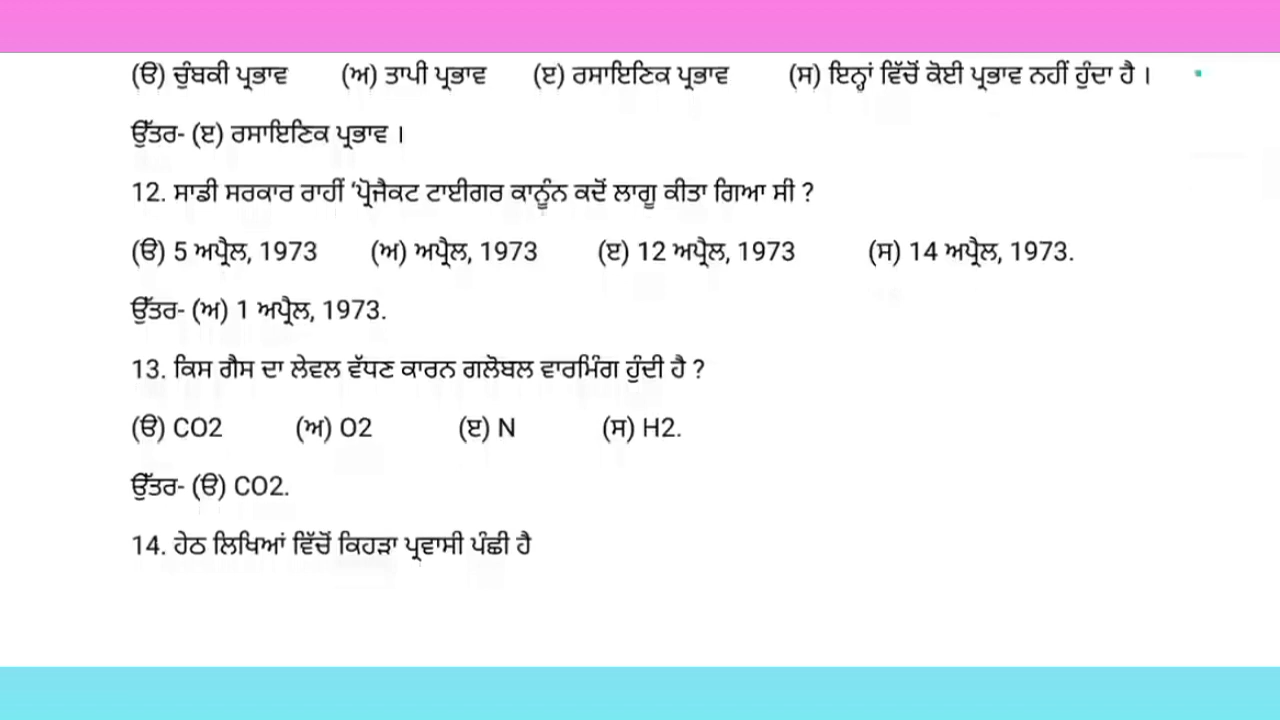 (ੳ) ਚੁੰਬਕੀ ਪ੍ਰਭਾਵ (ਅ) ਤਾਪੀ ਪ੍ਰਭਾਵ (ੲ) ਰਸਾਇਣਿਕ ਪ੍ਰਭਾਵ (ਸ) ਇਨ੍ਹਾਂ ਵਿੱਚੋਂ ਕੋਈ ਪ੍ਰਭਾਵ ਨਹੀਂ ਹੁੰਦਾ ਹੈ ।
ਉੱਤਰ- (ੲ) ਰਸਾਇਣਿਕ ਪ੍ਰਭਾਵ ।
12. ਸਾਡੀ ਸਰਕਾਰ ਰਾਹੀਂ ‘ਪ੍ਰੋਜੈਕਟ ਟਾਈਗਰ ਕਾਨੂੰਨ ਕਦੋਂ ਲਾਗੂ ਕੀਤਾ ਗਿਆ ਸੀ ?
(ੳ) 5 ਅਪ੍ਰੈਲ, 1973 (ਅ) ਅਪ੍ਰੈਲ, 1973 (ੲ) 12 ਅਪ੍ਰੈਲ, 1973 (ਸ) 14 ਅਪ੍ਰੈਲ, 1973.
ਉੱਤਰ- (ਅ) 1 ਅਪ੍ਰੈਲ, 1973.
13. ਕਿਸ ਗੈਸ ਦਾ ਲੇਵਲ ਵੱਧਣ ਕਾਰਨ ਗਲੋਬਲ ਵਾਰਮਿੰਗ ਹੁੰਦੀ ਹੈ ?
(ੳ) CO2 (ਅ) O2 (ੲ) N (ਸ) H2.
ਉੱਤਰ- (ੳ) CO2.
14. ਹੇਠ ਲਿਖਿਆਂ ਵਿੱਚੋਂ ਕਿਹੜਾ ਪ੍ਰਵਾਸੀ ਪੰਛੀ ਹੈ